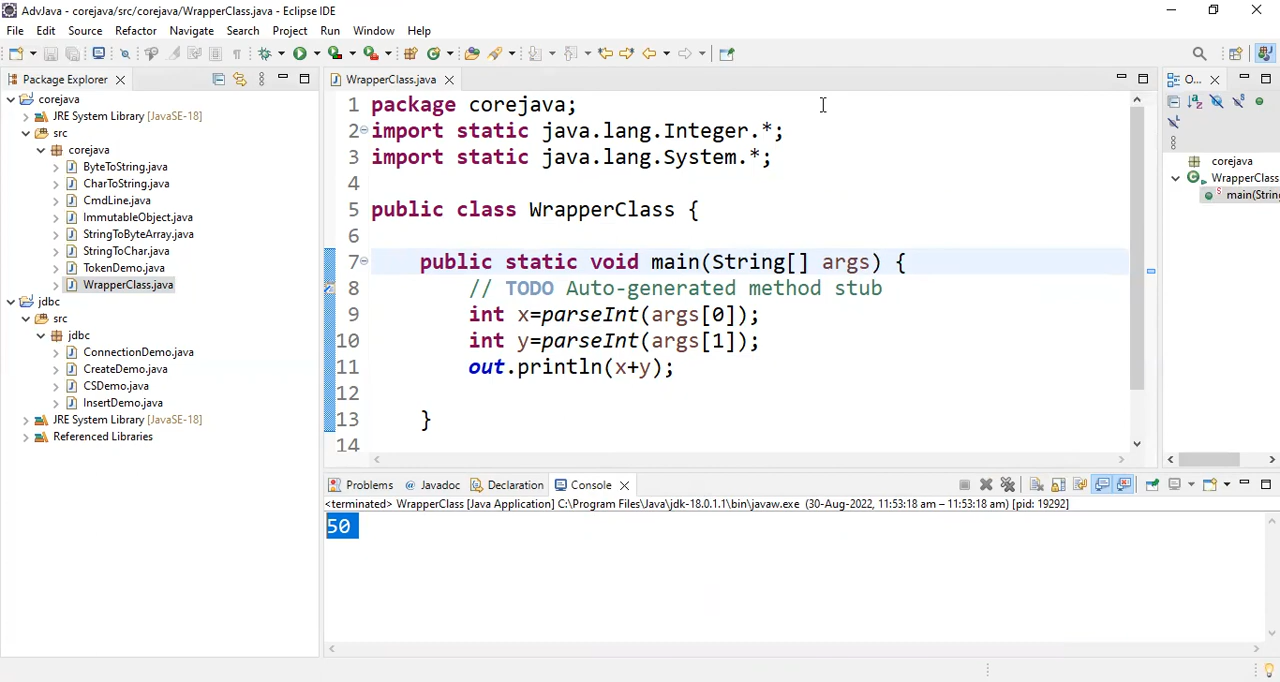 AdvJava - corejava/src/corejava/WrapperClass.java - Eclipse IDE
File Edit Source Refactor Navigate Search Project Run Window Help
Package Explorer
corejava
JRE System Library [JavaSE-18]
src
corejava
ByteToString.java
CharToString.java
CmdLine.java
ImmutableObject.java
StringToByteArray.java
StringToChar.java
TokenDemo.java
WrapperClass.java
jdbc
src
jdbc
ConnectionDemo.java
CreateDemo.java
CSDemo.java
InsertDemo.java
JRE System Library [JavaSE-18]
Referenced Libraries
WrapperClass.java
1 package corejava;
2 import static java.lang.Integer.*;
3 import static java.lang.System.*;
4
5 public class WrapperClass {
6
7 public static void main(String[] args) {
8 // TODO Auto-generated method stub
9 int x=parseInt(args[0]);
10 int y=parseInt(args[1]);
11 out.println(x+y);
12
13 }
14
O...
corejava
WrapperClass
main(String
Problems @ Javadoc Declaration Console
<terminated> WrapperClass [Java Application] C:\Program Files\Java\jdk-18.0.1.1\bin\javaw.exe (30-Aug-2022, 11:53:18 am – 11:53:18 am) [pid: 19292]
50